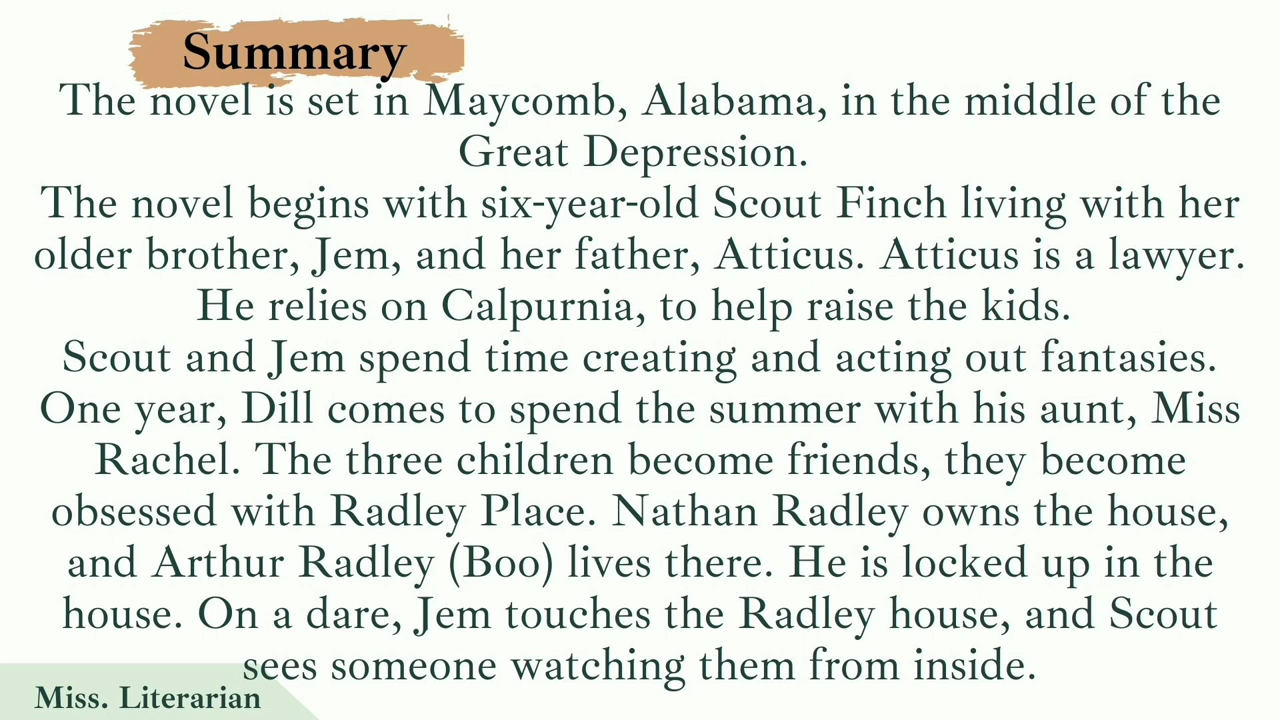 Summary
The novel is set in Maycomb, Alabama, in the middle of the
Great Depression.
The novel begins with six-year-old Scout Finch living with her
older brother, Jem, and her father, Atticus. Atticus is a lawyer.
He relies on Calpurnia, to help raise the kids.
Scout and Jem spend time creating and acting out fantasies.
One year, Dill comes to spend the summer with his aunt, Miss
Rachel. The three children become friends, they become
obsessed with Radley Place. Nathan Radley owns the house,
and Arthur Radley (Boo) lives there. He is locked up in the
house. On a dare, Jem touches the Radley house, and Scout
sees someone watching them from inside.
Miss. Literarian